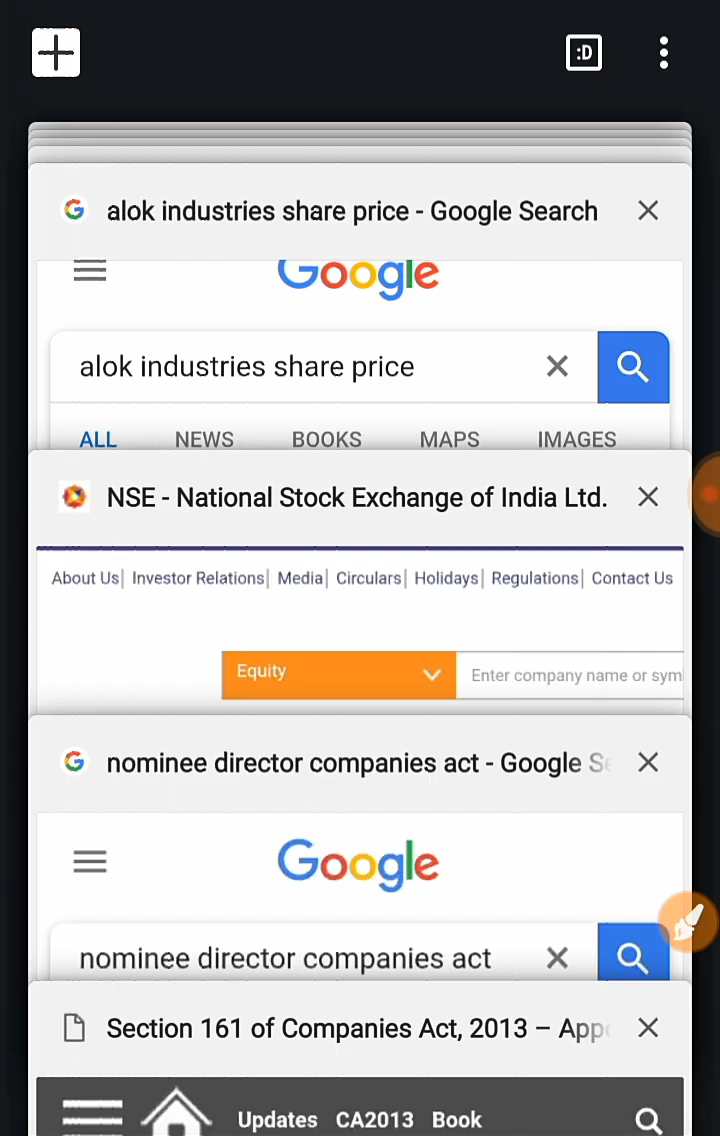 :D
alok industries share price - Google Search
Google
alok industries share price
ALL NEWS BOOKS MAPS IMAGES
NSE - National Stock Exchange of India Ltd.
About Us| Investor Relations| Media| Circulars| Holidays| Regulations| Contact Us
Equity
Enter company name or sym
nominee director companies act - Google Se
Google
nominee director companies act
Section 161 of Companies Act, 2013 – App
Updates CA2013 Book